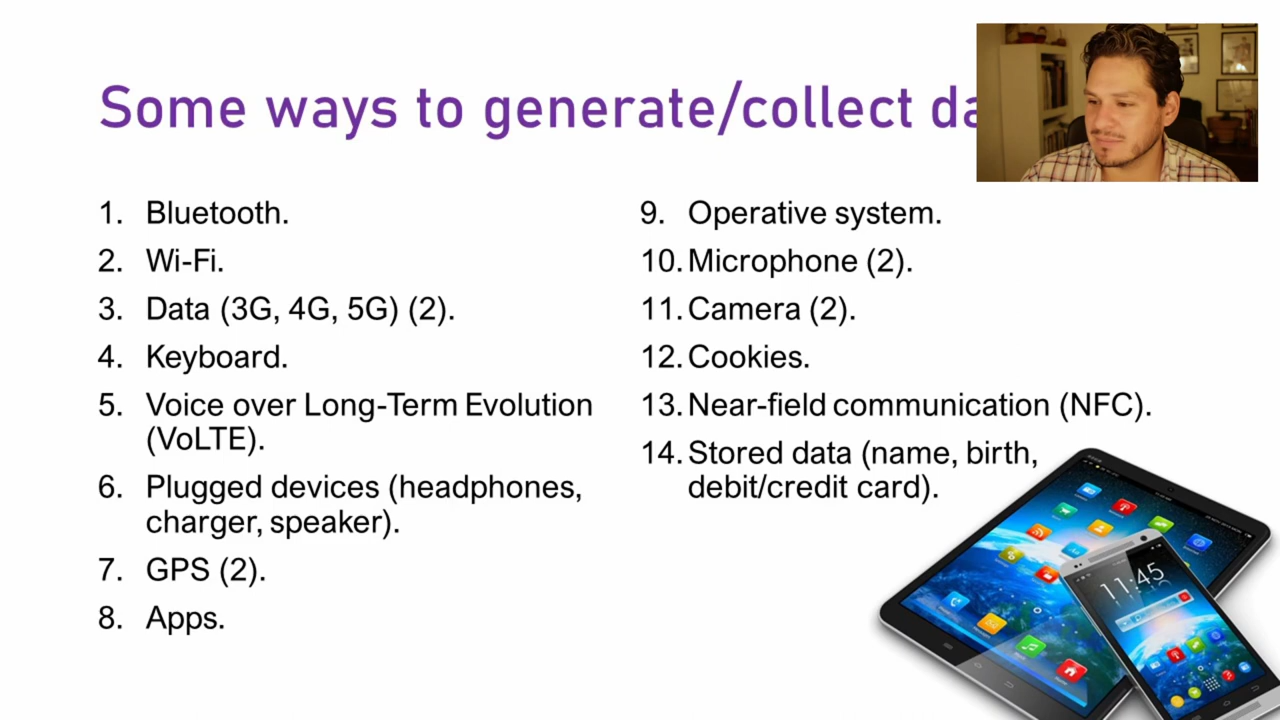 Some ways to generate/collect
1. Bluetooth.
2. Wi-Fi.
3. Data (3G, 4G, 5G) (2).
4. Keyboard.
5. Voice over Long-Term Evolution
(VoLTE).
6. Plugged devices (headphones,
charger, speaker).
7. GPS (2).
8. Apps.
9. Operative system.
10. Microphone (2).
11. Camera (2).
12. Cookies.
13. Near-field communication (NFC).
14. Stored data (name, birth,
debit/credit card).
11:45